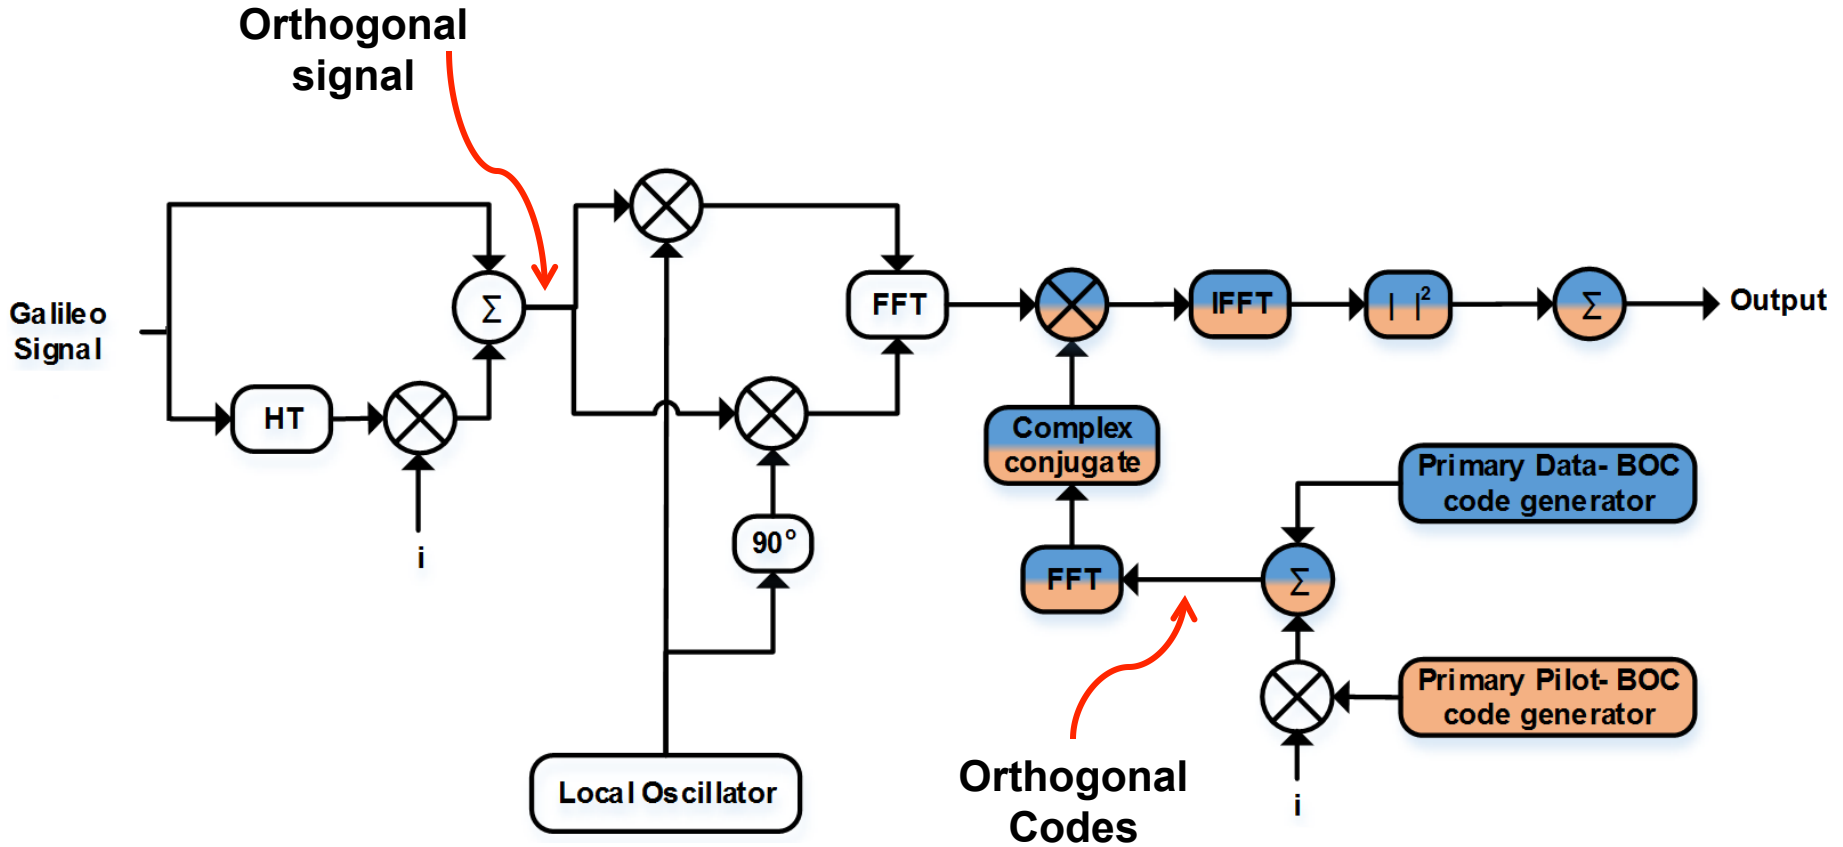 Orthogonal
signal
Galileo
Signal
Σ
HT
i
90°
Local Oscillator
FFT
IFFT
| |²
Σ
Output
Complex
conjugate
FFT
Σ
Primary Data- BOC
code generator
Primary Pilot- BOC
code generator
i
Orthogonal
Codes